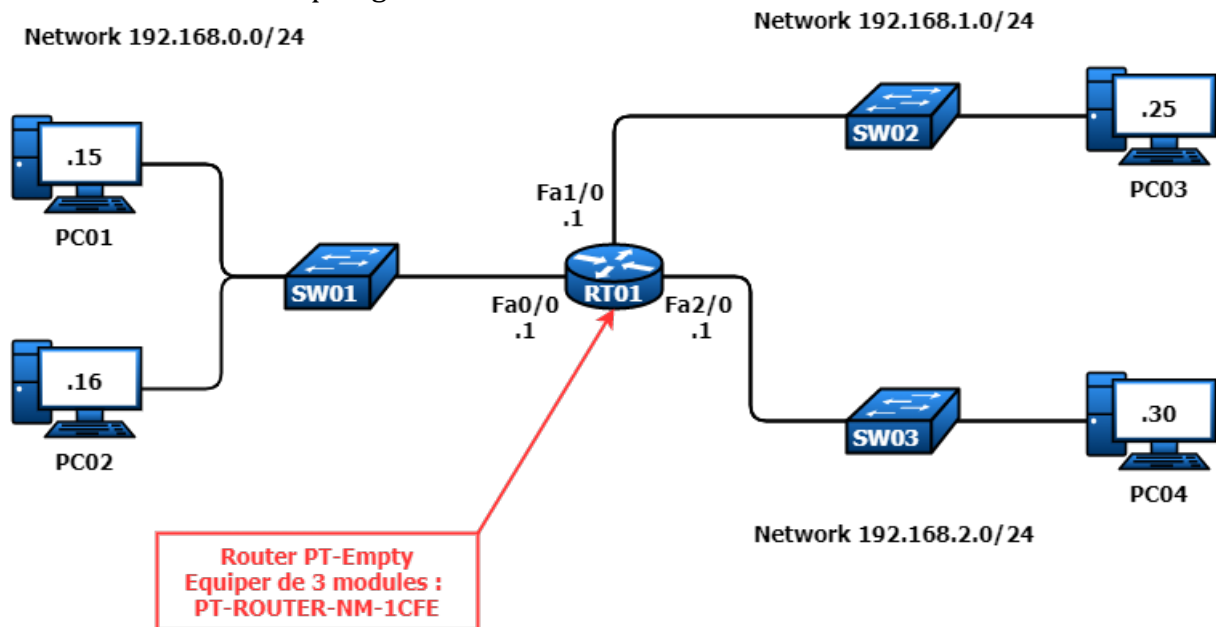 Network 192.168.0.0/24
Network 192.168.1.0/24
.15
PC01
SW02
.25
PC03
Fa1/0
.1
SW01
Fa0/0
.1
RT01
Fa2/0
.1
.16
PC02
SW03
.30
PC04
Network 192.168.2.0/24
Router PT-Empty
Equiper de 3 modules :
PT-ROUTER-NM-1CFE